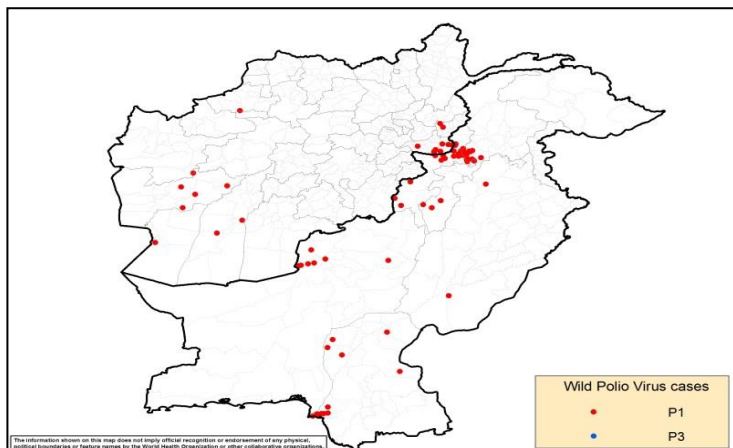 Wild Polio Virus cases
P1
P3
The information shown on this map does not imply official recognition or endorsement of any physical,
political boundaries or feature names by the World Health Organization or other collaborative organizations.